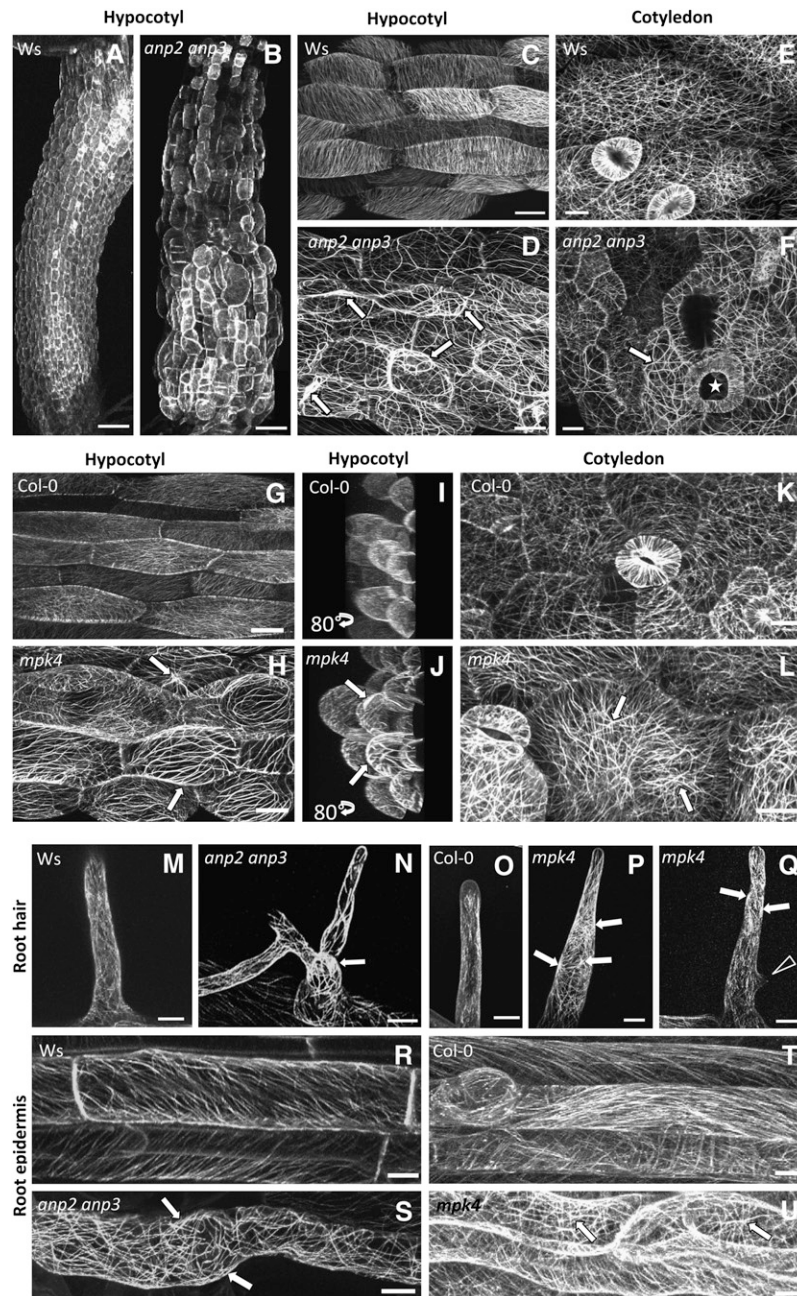 Hypocotyl Hypocotyl Cotyledon
Ws A anp2 anp3 B Ws C Ws E
anp2 anp3 D anp2 anp3 F
Hypocotyl Hypocotyl Cotyledon
Col-0 G Col-0 I Col-0 K
80°
mpk4 H mpk4 J mpk4 L
80°
Root hair
Ws M anp2 anp3 N Col-0 O mpk4 P mpk4 Q
Root epidermis
Ws R Col-0 T
anp2 anp3 S mpk4 U